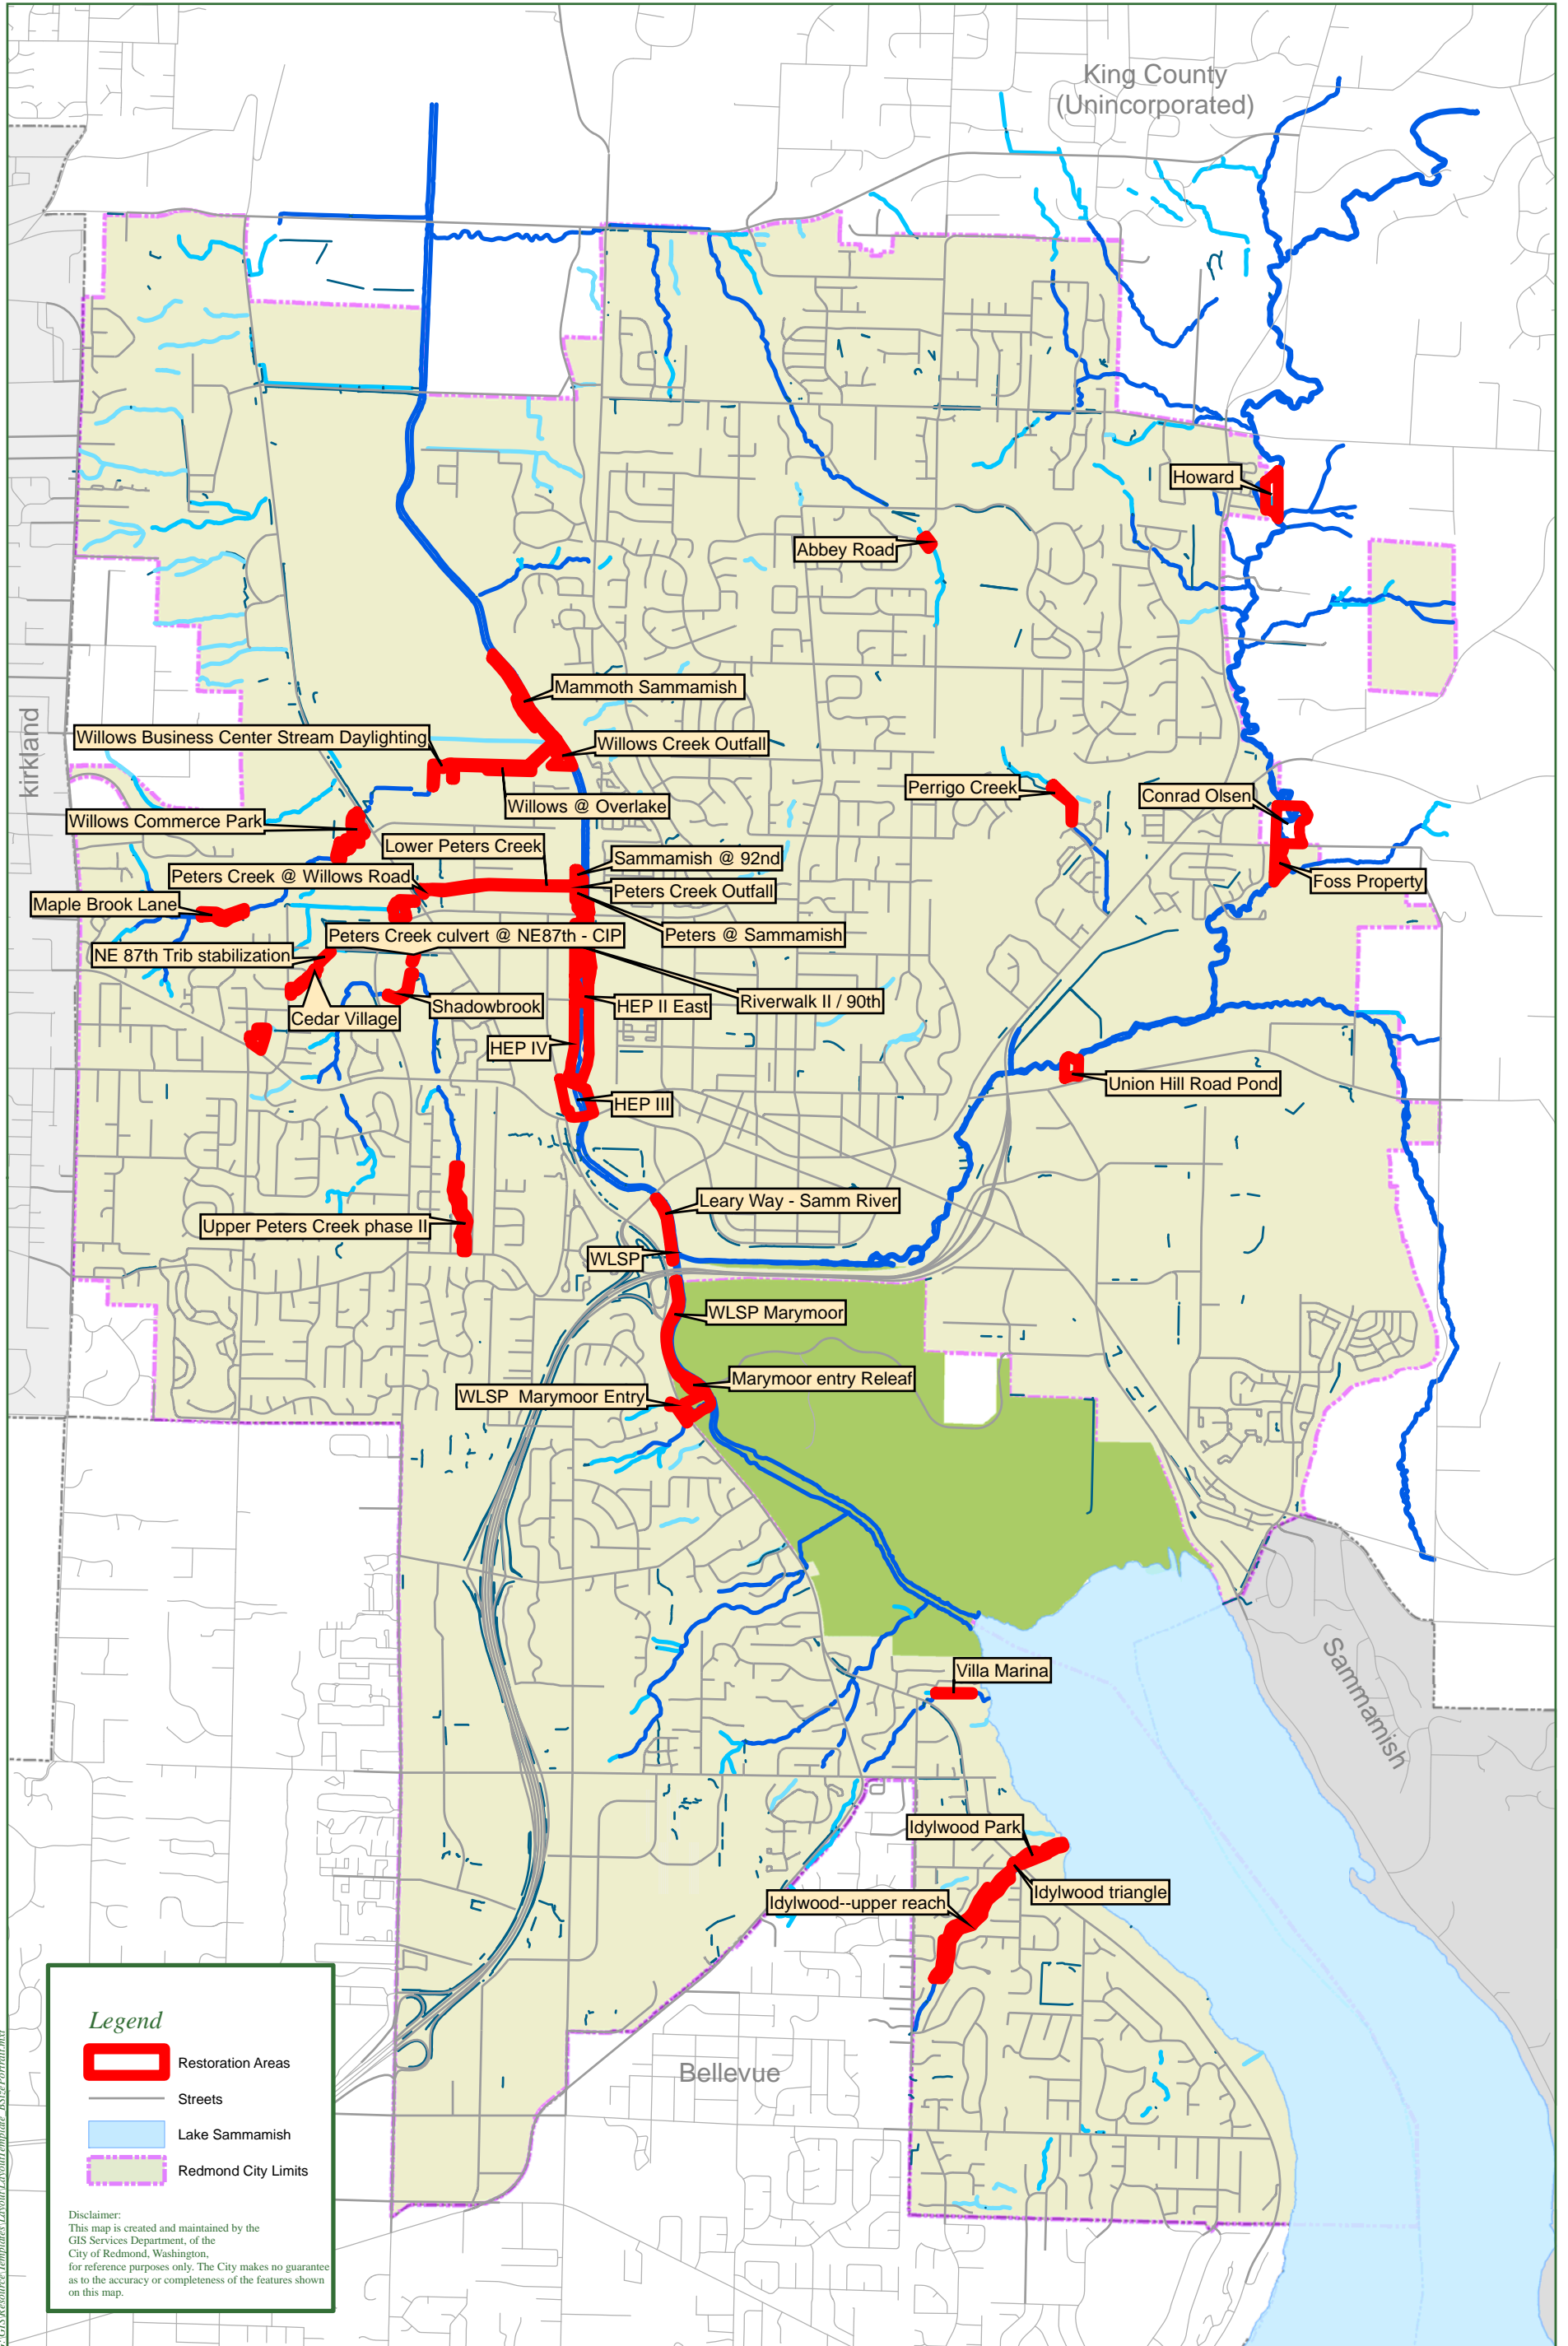 King County
(Unincorporated)
Howard
Abbey Road
Mammoth Sammamish
kirkland
Willows Business Center Stream Daylighting
Willows Creek Outfall
Perrigo Creek
Conrad Olsen
Willows @ Overlake
Willows Commerce Park
Lower Peters Creek
Sammamish @ 92nd
Peters Creek @ Willows Road
Peters Creek Outfall
Foss Property
Maple Brook Lane
Peters Creek culvert @ NE87th - CIP
Peters @ Sammamish
NE 87th Trib stabilization
Riverwalk II / 90th
HEP II East
Shadowbrook
Cedar Village
HEP IV
Union Hill Road Pond
HEP III
Leary Way - Samm River
Upper Peters Creek phase II
WLSP
WLSP Marymoor
Marymoor entry Releaf
WLSP Marymoor Entry
Villa Marina
Sammamish
Idylwood Park
Idylwood triangle
Idylwood--upper reach
Bellevue
Legend
Restoration Areas
Streets
Lake Sammamish
Redmond City Limits
Disclaimer:
This map is created and maintained by the
GIS Services Department, of the
City of Redmond, Washington,
for reference purposes only. The City makes no guarantee
as to the accuracy or completeness of the features shown
on this map.